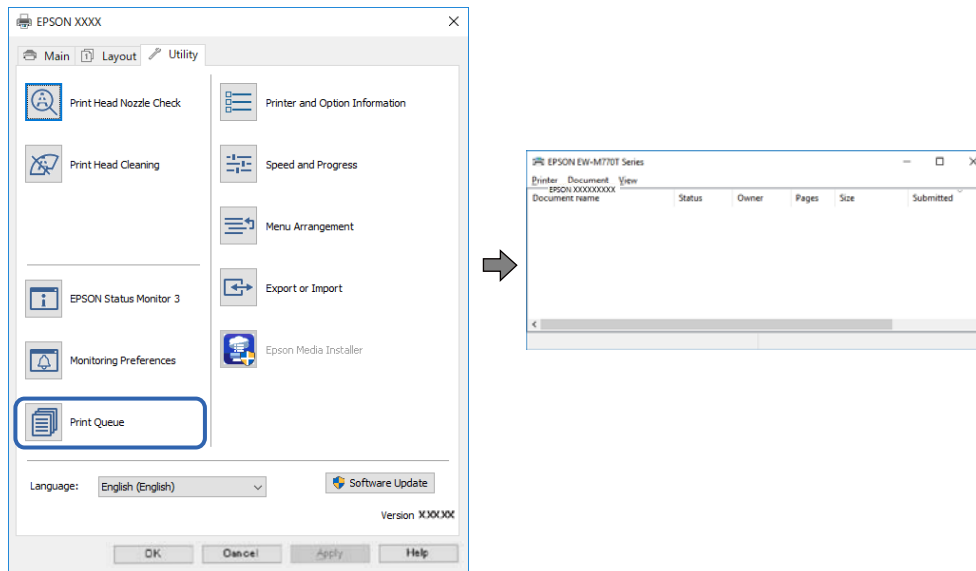 EPSON XXXX
Main Layout Utility
Print Head Nozzle Check
Print Head Cleaning
EPSON Status Monitor 3
Monitoring Preferences
Print Queue
Printer and Option Information
Speed and Progress
Menu Arrangement
Export or Import
Epson Media Installer
Language: English (English)
Software Update
Version X.XX.XX
OK Cancel Apply Help
EPSON EW-M770T Series
Printer Document View
EPSON XXXXXXXXX
Document Name Status Owner Pages Size Submitted